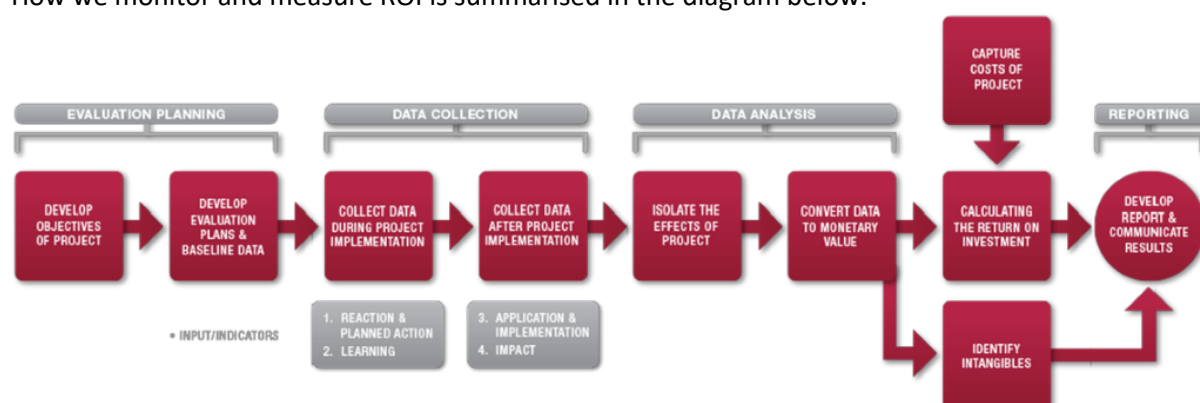 How we monitor and measure ROI is summarised in the diagram below:
CAPTURE
COSTS OF
PROJECT
EVALUATION PLANNING
DATA COLLECTION
DATA ANALYSIS
REPORTING
DEVELOP
OBJECTIVES
OF PROJECT
DEVELOP
EVALUATION
PLANS &
BASELINE DATA
COLLECT DATA
DURING PROJECT
IMPLEMENTATION
COLLECT DATA
AFTER PROJECT
IMPLEMENTATION
ISOLATE THE
EFFECTS OF
PROJECT
CONVERT DATA
TO MONETARY
VALUE
CALCULATING
THE RETURN ON
INVESTMENT
DEVELOP
REPORT &
COMMUNICATE
RESULTS
• INPUT/INDICATORS
1. REACTION &
PLANNED ACTION
2. LEARNING
3. APPLICATION &
IMPLEMENTATION
4. IMPACT
IDENTIFY
INTANGIBLES